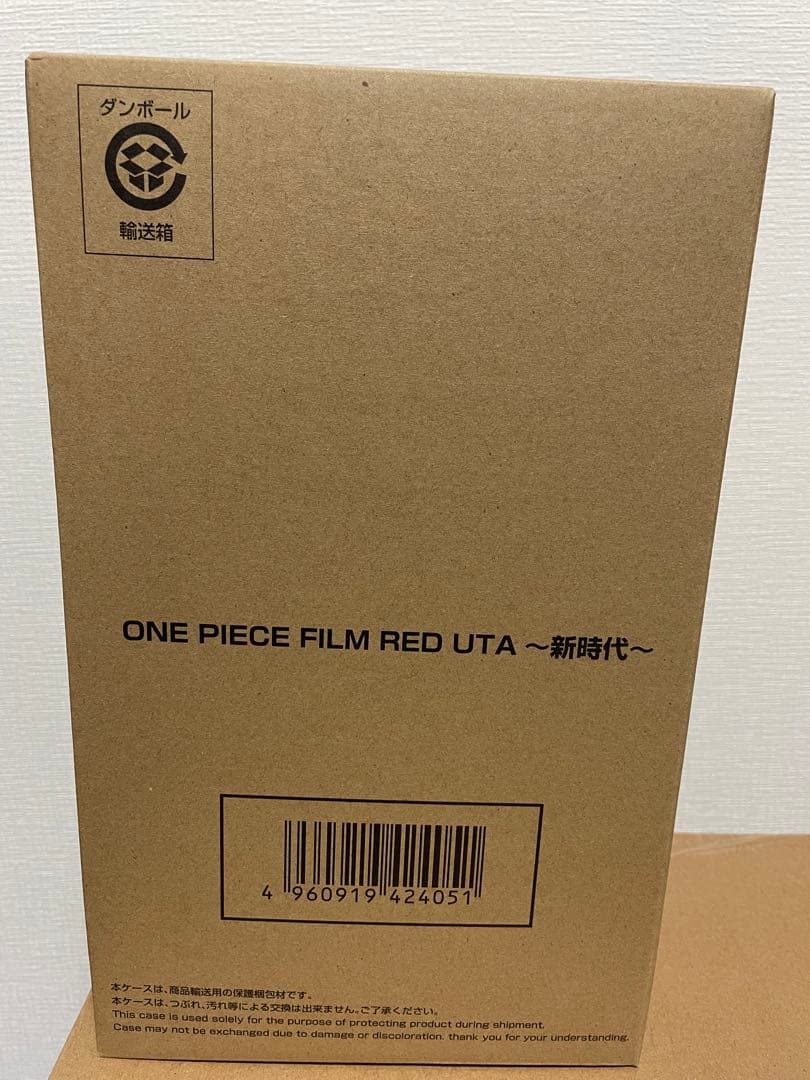 ダンボール
輸送箱
ONE PIECE FILM RED UTA ～新時代～
4 960919 424051
本ケースは、商品輸送用の保護梱包材です。
本ケースは、つぶれ、汚れ等による交換は出来ません。ご了承ください。
This case is used solely for the purpose of protecting product during shipment.
Case may not be exchanged due to damage or discoloration. thank you for your understanding.